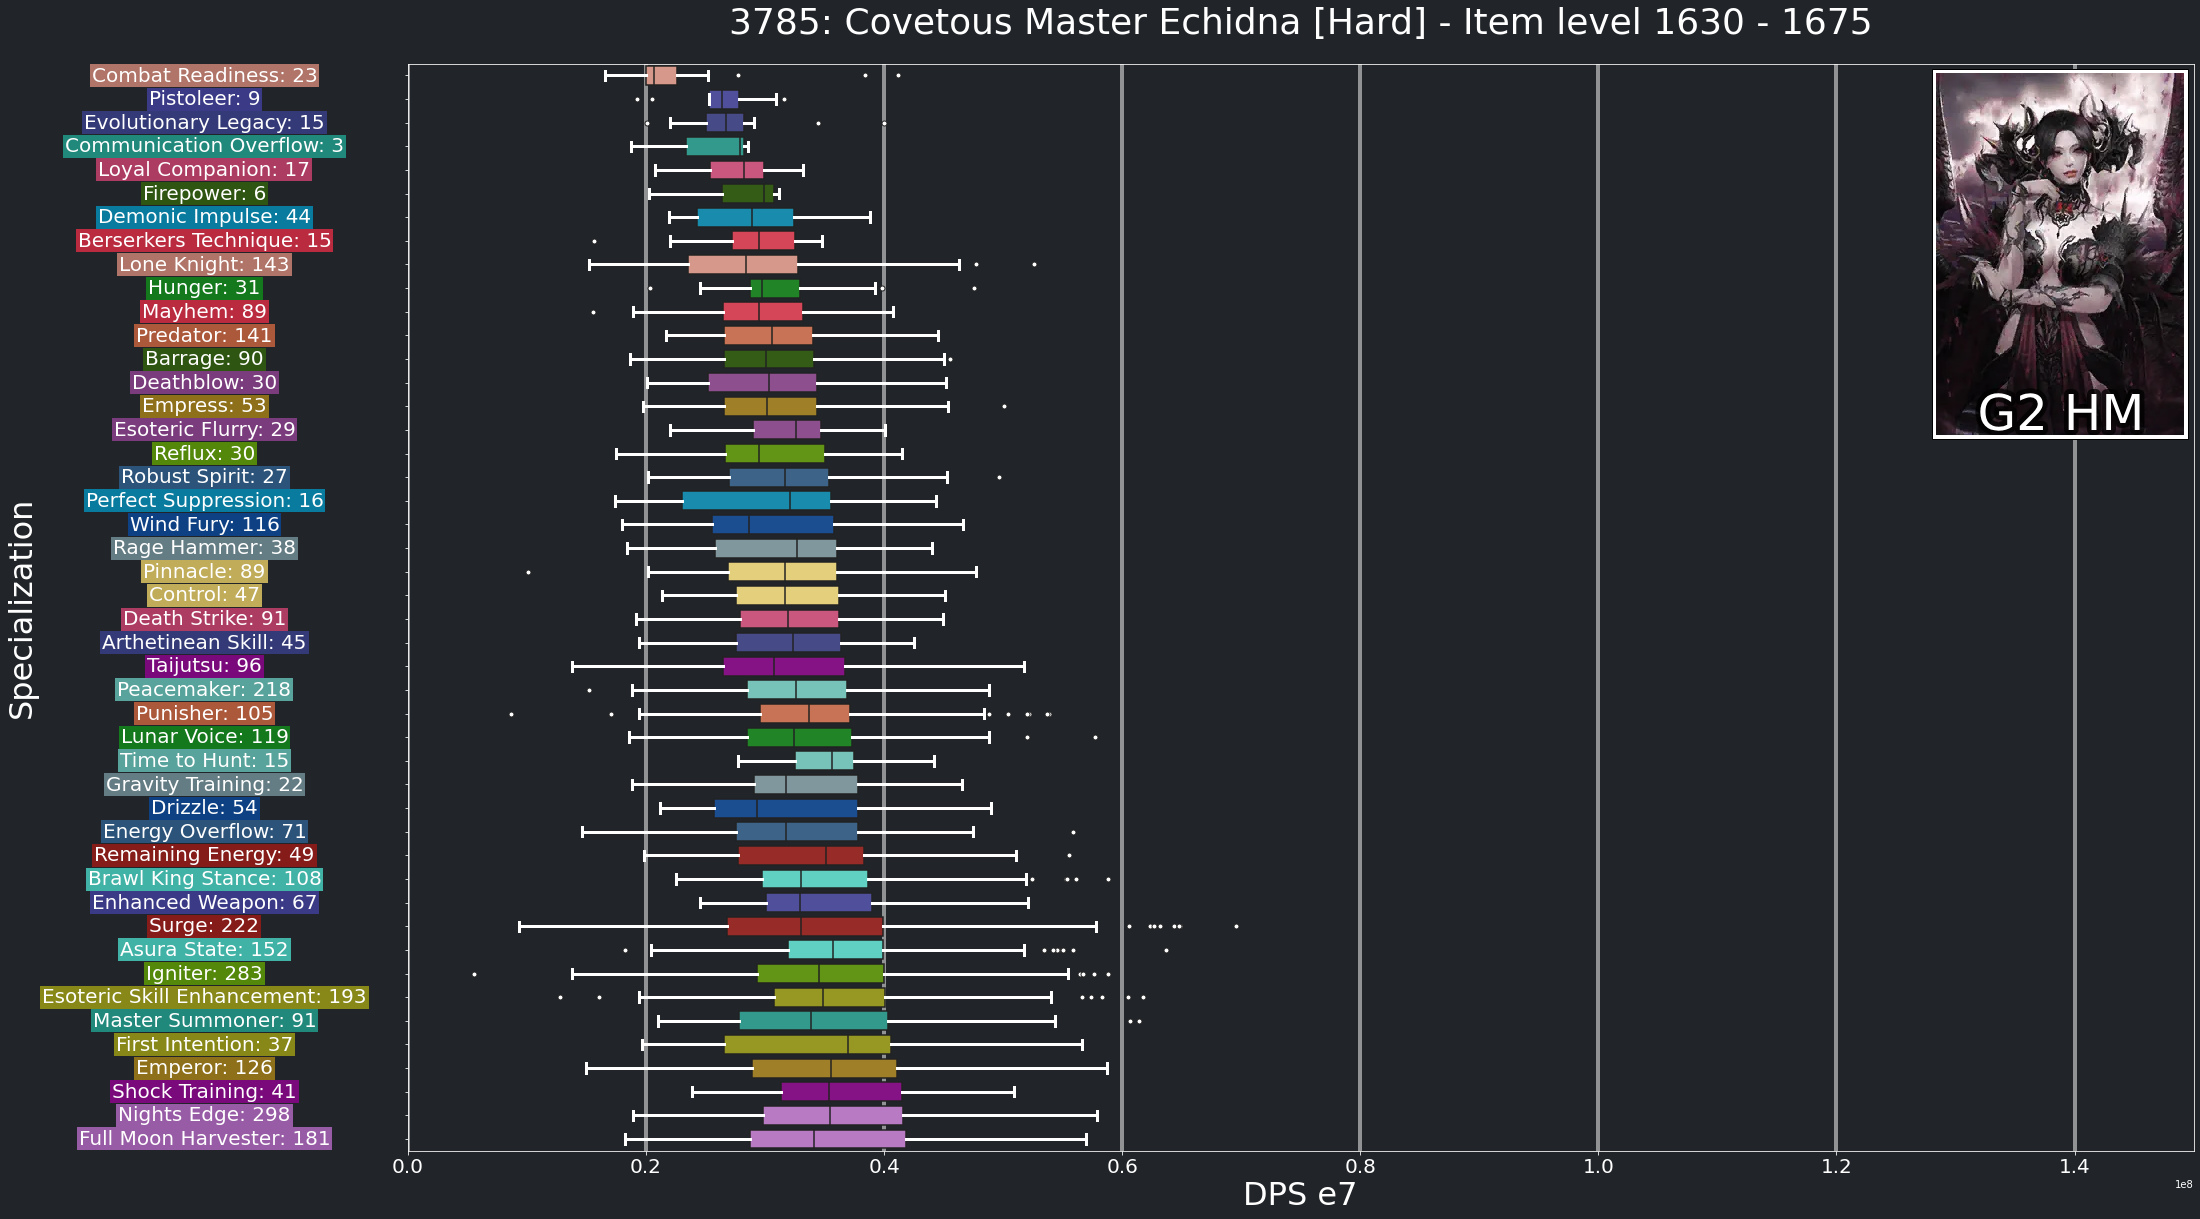 3785: Covetous Master Echidna [Hard] - Item level 1630 - 1675
Specialization
Combat Readiness: 23
Pistoleer: 9
Evolutionary Legacy: 15
Communication Overflow: 3
Loyal Companion: 17
Firepower: 6
Demonic Impulse: 44
Berserkers Technique: 15
Lone Knight: 143
Hunger: 31
Mayhem: 89
Predator: 141
Barrage: 90
Deathblow: 30
Empress: 53
Esoteric Flurry: 29
Reflux: 30
Robust Spirit: 27
Perfect Suppression: 16
Wind Fury: 116
Rage Hammer: 38
Pinnacle: 89
Control: 47
Death Strike: 91
Arthetinean Skill: 45
Taijutsu: 96
Peacemaker: 218
Punisher: 105
Lunar Voice: 119
Time to Hunt: 15
Gravity Training: 22
Drizzle: 54
Energy Overflow: 71
Remaining Energy: 49
Brawl King Stance: 108
Enhanced Weapon: 67
Surge: 222
Asura State: 152
Igniter: 283
Esoteric Skill Enhancement: 193
Master Summoner: 91
First Intention: 37
Emperor: 126
Shock Training: 41
Nights Edge: 298
Full Moon Harvester: 181
G2 HM
0.0 0.2 0.4 0.6 0.8 1.0 1.2 1.4
DPS e7
1e8